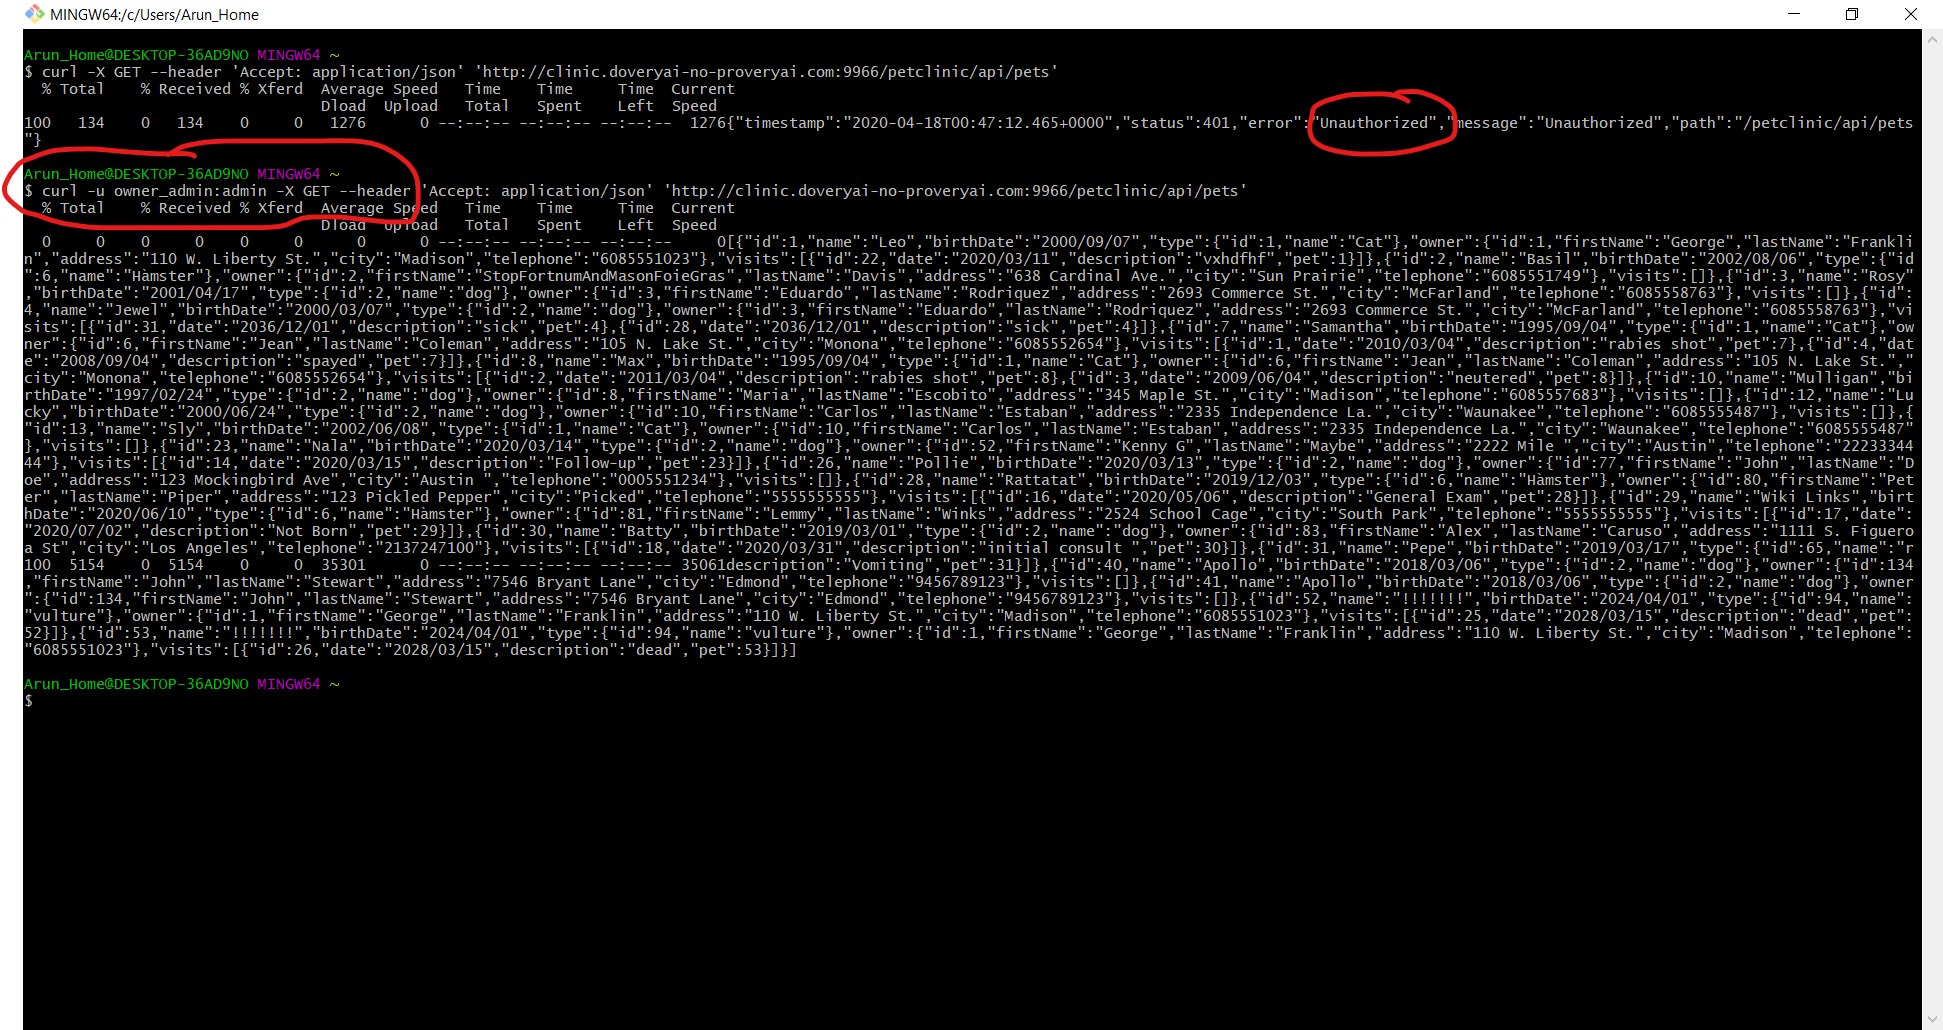 MINGW64:/c/Users/Arun_Home
Arun_Home@DESKTOP-36AD9NO MINGW64 ~
$ curl -X GET --header 'Accept: application/json' 'http://clinic.doveryai-no-proveryai.com:9966/petclinic/api/pets'
% Total % Received % Xferd Average Speed Time Time Time Current
Dload Upload Total Spent Left Speed
100 134 0 134 0 0 1276 0 --:--:-- --:--:-- --:--:-- 1276{"timestamp":"2020-04-18T00:47:12.465+0000","status":401,"error":"Unauthorized","message":"Unauthorized","path":"/petclinic/api/pets
"}
Arun_Home@DESKTOP-36AD9NO MINGW64 ~
$ curl -u owner_admin:admin -X GET --header 'Accept: application/json' 'http://clinic.doveryai-no-proveryai.com:9966/petclinic/api/pets'
% Total % Received % Xferd Average Speed Time Time Time Current
Dload Upload Total Spent Left Speed
0 0 0 0 0 0 0 0 --:--:-- --:--:-- --:--:-- 0[{"id":1,"name":"Leo","birthDate":"2000/09/07","type":{"id":1,"name":"Cat"},"owner":{"id":1,"firstName":"George","lastName":"Frankli
n","address":"110 W. Liberty St.","city":"Madison","telephone":"6085551023"},"visits":[{"id":22,"date":"2020/03/11","description":"vxhdfhf","pet":1}]},{"id":2,"name":"Basil","birthDate":"2002/08/06","type":{"id
":6,"name":"Hàmster"},"owner":{"id":2,"firstName":"StopFortnumAndMasonFoieGras","lastName":"Davis","address":"638 Cardinal Ave.","city":"Sun Prairie","telephone":"6085551749"},"visits":[]},{"id":3,"name":"Rosy"
,"birthDate":"2001/04/17","type":{"id":2,"name":"dog"},"owner":{"id":3,"firstName":"Eduardo","lastName":"Rodriquez","address":"2693 Commerce St.","city":"McFarland","telephone":"6085558763"},"visits":[]},{"id":
4,"name":"Jewel","birthDate":"2000/03/07","type":{"id":2,"name":"dog"},"owner":{"id":3,"firstName":"Eduardo","lastName":"Rodriquez","address":"2693 Commerce St.","city":"McFarland","telephone":"6085558763"},"vi
sits":[{"id":31,"date":"2036/12/01","description":"sick","pet":4},{"id":28,"date":"2036/12/01","description":"sick","pet":4}]},{"id":7,"name":"Samantha","birthDate":"1995/09/04","type":{"id":1,"name":"Cat"},"ow
ner":{"id":6,"firstName":"Jean","lastName":"Coleman","address":"105 N. Lake St.","city":"Monona","telephone":"6085552654"},"visits":[{"id":1,"date":"2010/03/04","description":"rabies shot","pet":7},{"id":4,"dat
e":"2008/09/04","description":"spayed","pet":7}]},{"id":8,"name":"Max","birthDate":"1995/09/04","type":{"id":1,"name":"Cat"},"owner":{"id":6,"firstName":"Jean","lastName":"Coleman","address":"105 N. Lake St.","
city":"Monona","telephone":"6085552654"},"visits":[{"id":2,"date":"2011/03/04","description":"rabies shot","pet":8},{"id":3,"date":"2009/06/04","description":"neutered","pet":8}]},{"id":10,"name":"Mulligan","bi
rthDate":"1997/02/24","type":{"id":2,"name":"dog"},"owner":{"id":8,"firstName":"Maria","lastName":"Escobito","address":"345 Maple St.","city":"Madison","telephone":"6085557683"},"visits":[]},{"id":12,"name":"Lu
cky","birthDate":"2000/06/24","type":{"id":2,"name":"dog"},"owner":{"id":10,"firstName":"Carlos","lastName":"Estaban","address":"2335 Independence La.","city":"Waunakee","telephone":"6085555487"},"visits":[]},{
"id":13,"name":"Sly","birthDate":"2002/06/08","type":{"id":1,"name":"Cat"},"owner":{"id":10,"firstName":"Carlos","lastName":"Estaban","address":"2335 Independence La.","city":"Waunakee","telephone":"6085555487"
},"visits":[]},{"id":23,"name":"Nala","birthDate":"2020/03/14","type":{"id":2,"name":"dog"},"owner":{"id":52,"firstName":"Kenny G","lastName":"Maybe","address":"2222 Mile ","city":"Austin","telephone":"22233344
44"},"visits":[{"id":14,"date":"2020/03/15","description":"Follow-up","pet":23}]},{"id":26,"name":"Pollie","birthDate":"2020/03/13","type":{"id":2,"name":"dog"},"owner":{"id":77,"firstName":"John","lastName":"D
oe","address":"123 Mockingbird Ave","city":"Austin ","telephone":"0005551234"},"visits":[]},{"id":28,"name":"Rattatat","birthDate":"2019/12/03","type":{"id":6,"name":"Hàmster"},"owner":{"id":80,"firstName":"Pet
er","lastName":"Piper","address":"123 Pickled Pepper","city":"Picked","telephone":"5555555555"},"visits":[{"id":16,"date":"2020/05/06","description":"General Exam","pet":28}]},{"id":29,"name":"Wiki Links","birt
hDate":"2020/06/10","type":{"id":6,"name":"Hàmster"},"owner":{"id":81,"firstName":"Lemmy","lastName":"Winks","address":"2524 School Cage","city":"South Park","telephone":"5555555555"},"visits":[{"id":17,"date":
"2020/07/02","description":"Not Born","pet":29}]},{"id":30,"name":"Batty","birthDate":"2019/03/01","type":{"id":2,"name":"dog"},"owner":{"id":83,"firstName":"Alex","lastName":"Caruso","address":"1111 S. Figuero
a St","city":"Los Angeles","telephone":"2137247100"},"visits":[{"id":18,"date":"2020/03/31","description":"initial consult ","pet":30}]},{"id":31,"name":"Pepe","birthDate":"2019/03/17","type":{"id":65,"name":"r
100 5154 0 5154 0 0 35301 0 --:--:-- --:--:-- --:--:-- 35061description":"Vomiting","pet":31}]},{"id":40,"name":"Apollo","birthDate":"2018/03/06","type":{"id":2,"name":"dog"},"owner":{"id":134
,"firstName":"John","lastName":"Stewart","address":"7546 Bryant Lane","city":"Edmond","telephone":"9456789123"},"visits":[]},{"id":41,"name":"Apollo","birthDate":"2018/03/06","type":{"id":2,"name":"dog"},"owner
":{"id":134,"firstName":"John","lastName":"Stewart","address":"7546 Bryant Lane","city":"Edmond","telephone":"9456789123"},"visits":[]},{"id":52,"name":"!!!!!!!","birthDate":"2024/04/01","type":{"id":94,"name":
"vulture"},"owner":{"id":1,"firstName":"George","lastName":"Franklin","address":"110 W. Liberty St.","city":"Madison","telephone":"6085551023"},"visits":[{"id":25,"date":"2028/03/15","description":"dead","pet":
52}]},{"id":53,"name":"!!!!!!!","birthDate":"2024/04/01","type":{"id":94,"name":"vulture"},"owner":{"id":1,"firstName":"George","lastName":"Franklin","address":"110 W. Liberty St.","city":"Madison","telephone":
"6085551023"},"visits":[{"id":26,"date":"2028/03/15","description":"dead","pet":53}]}]
Arun_Home@DESKTOP-36AD9NO MINGW64 ~
$